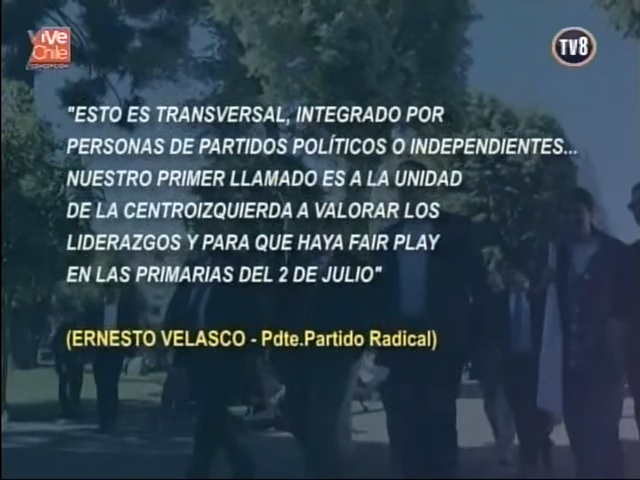 ViVe
Chile
CONCEPCION
TV8
"ESTO ES TRANSVERSAL, INTEGRADO POR
PERSONAS DE PARTIDOS POLÍTICOS O INDEPENDIENTES...
NUESTRO PRIMER LLAMADO ES A LA UNIDAD
DE LA CENTROIZQUIERDA A VALORAR LOS
LIDERAZGOS Y PARA QUE HAYA FAIR PLAY
EN LAS PRIMARIAS DEL 2 DE JULIO"
(ERNESTO VELASCO - Pdte.Partido Radical)